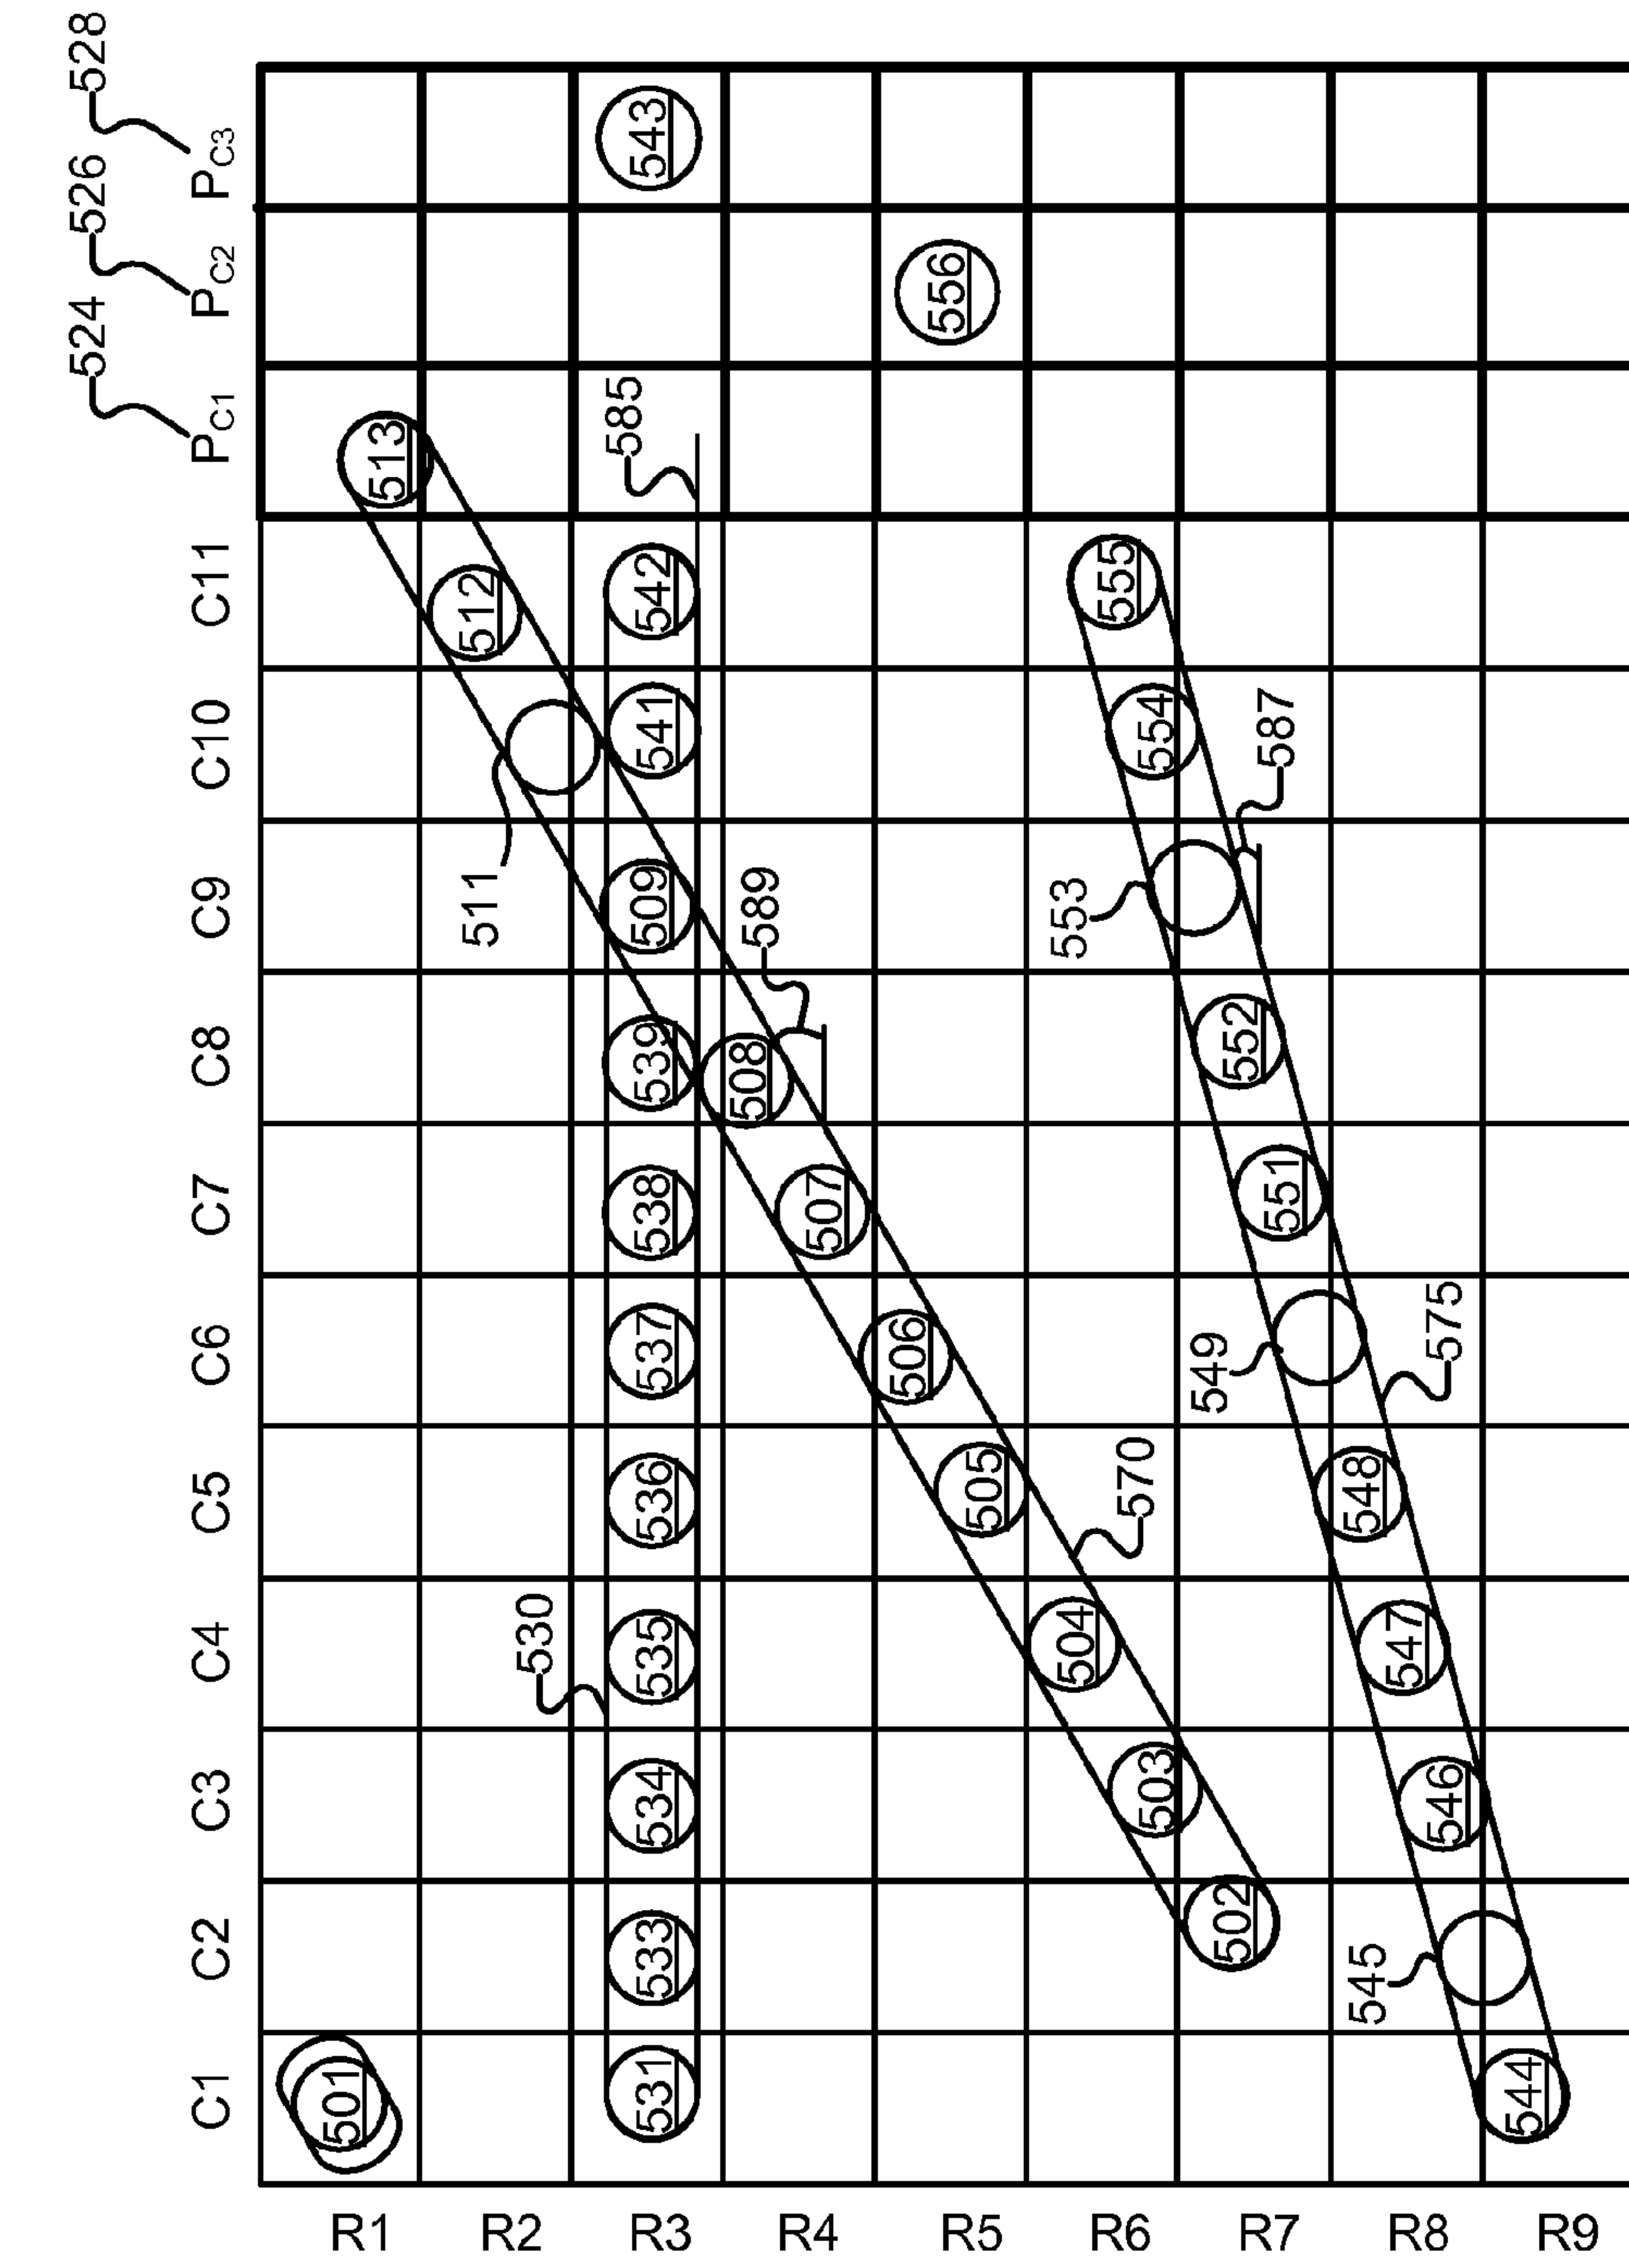 524 526 528
C1 C2 C3 C4 C5 C6 C7 C8 C9 C10 C11 PC1 PC2 PC3
R1 501 513
R2 511 512
530 585
R3 531 533 534 535 536 537 538 539 509 541 542 543
R4 507 508 589
R5 505 506 556
R6 503 504 570 553 554 555
R7 502 549 551 552 587
R8 545 546 547 548 575
R9 544